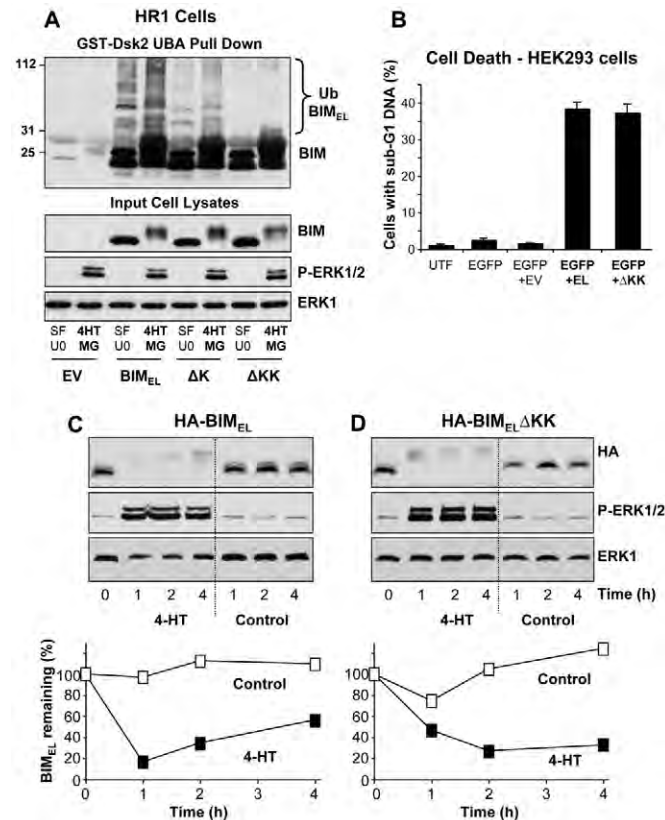 A
HR1 Cells
GST-Dsk2 UBA Pull Down
112
31
25
Ub
BIMEL
BIM
Input Cell Lysates
BIM
P-ERK1/2
ERK1
SF 4HT SF 4HT SF 4HT SF 4HT
U0 MG U0 MG U0 MG U0 MG
EV BIMEL ΔK ΔKK
B
Cell Death - HEK293 cells
Cells with sub-G1 DNA (%)
40
30
20
10
0
UTF EGFP EGFP EGFP EGFP
+EV +EL +ΔKK
C
HA-BIMEL
D
HA-BIMELΔKK
HA
P-ERK1/2
ERK1
0 1 2 4 1 2 4 0 1 2 4 1 2 4 Time (h)
4-HT Control 4-HT Control
BIMEL remaining (%)
100
80
60
40
20
0
Control
4-HT
0 1 2 3 4
Time (h)
100
80
60
40
20
0
Control
4-HT
0 1 2 3 4
Time (h)